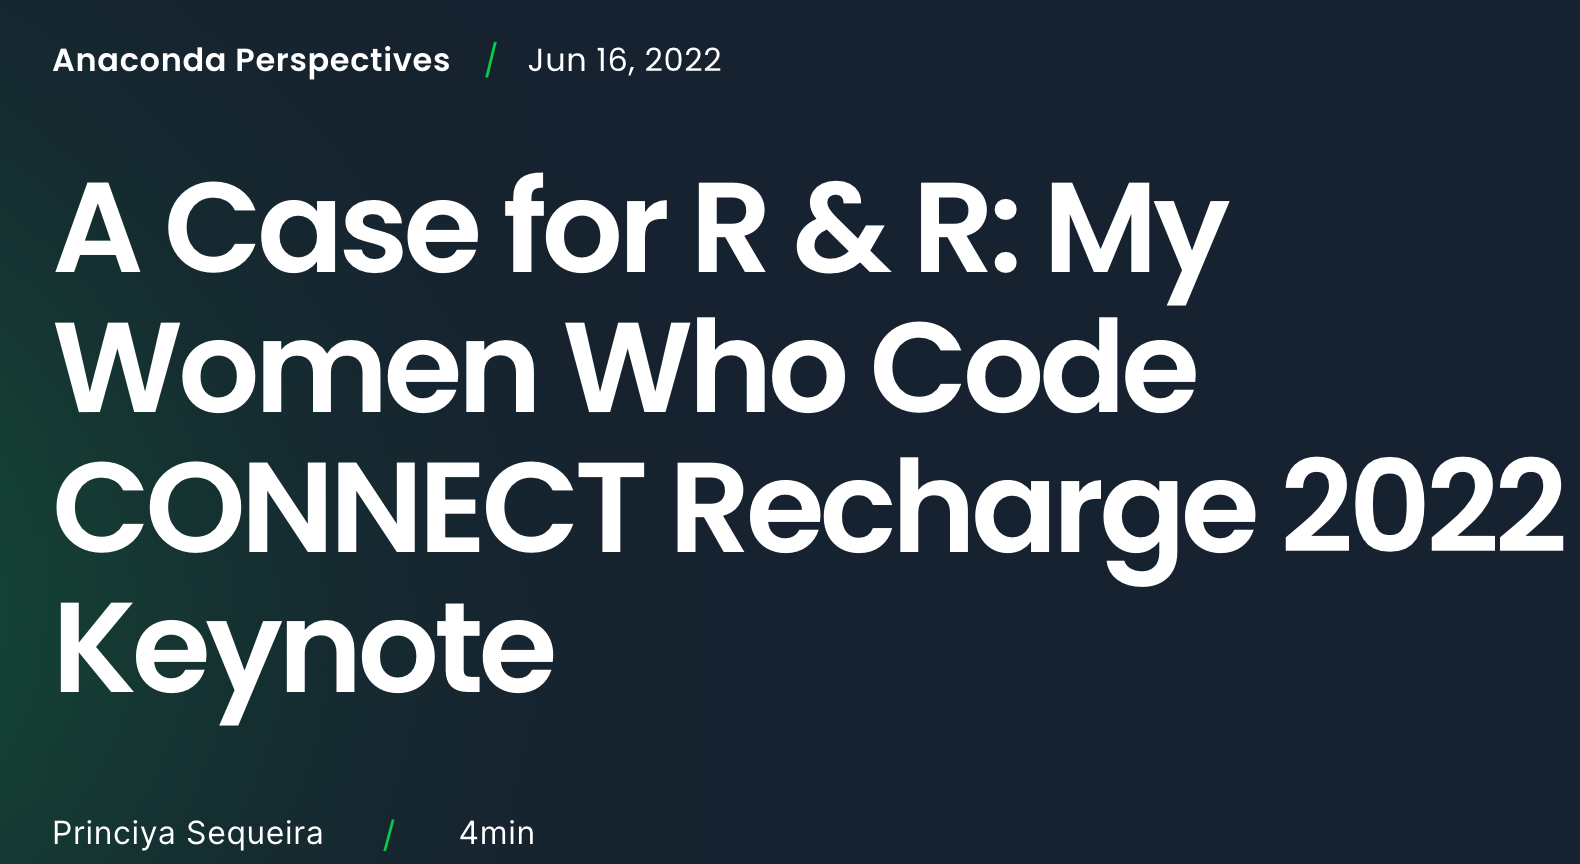 Anaconda Perspectives / Jun 16, 2022
A Case for R & R: My
Women Who Code
CONNECT Recharge 2022
Keynote
Princiya Sequeira / 4min